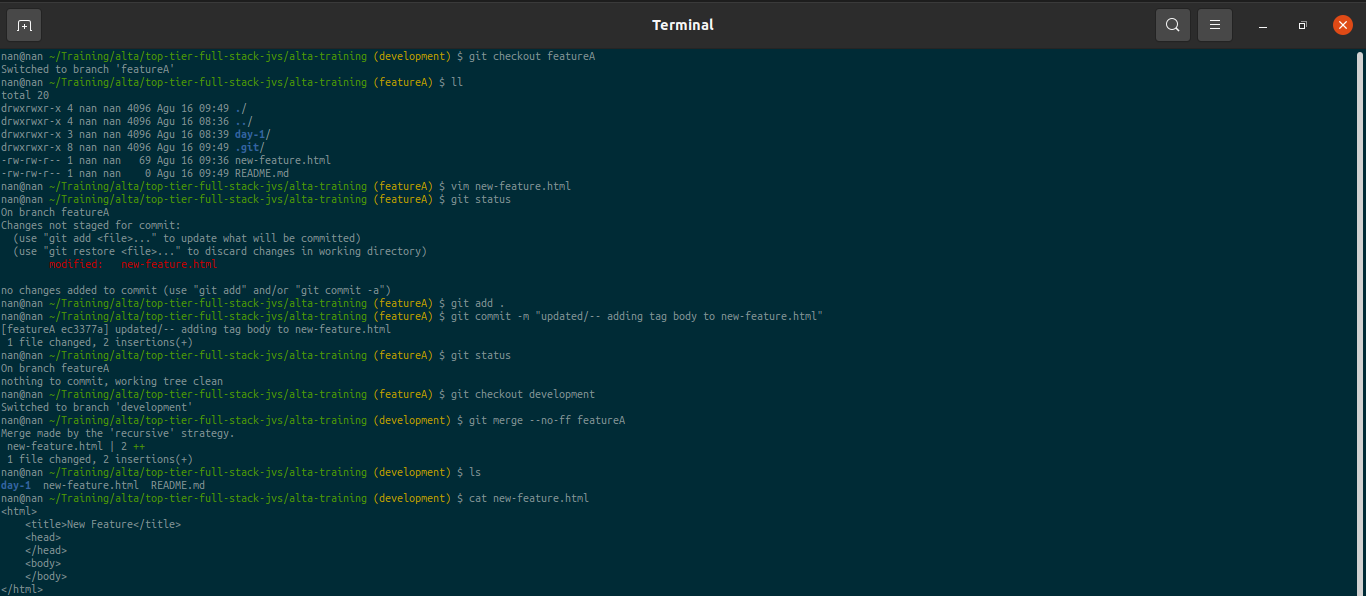 Terminal
nan@nan ~/Training/alta/top-tier-full-stack-jvs/alta-training (development) $ git checkout featureA
Switched to branch 'featureA'
nan@nan ~/Training/alta/top-tier-full-stack-jvs/alta-training (featureA) $ ll
total 20
drwxrwxr-x 4 nan nan 4096 Agu 16 09:49 ./
drwxrwxr-x 4 nan nan 4096 Agu 16 08:36 ../
drwxrwxr-x 3 nan nan 4096 Agu 16 08:39 day-1/
drwxrwxr-x 8 nan nan 4096 Agu 16 09:49 .git/
-rw-rw-r-- 1 nan nan   69 Agu 16 09:36 new-feature.html
-rw-rw-r-- 1 nan nan    0 Agu 16 09:49 README.md
nan@nan ~/Training/alta/top-tier-full-stack-jvs/alta-training (featureA) $ vim new-feature.html
nan@nan ~/Training/alta/top-tier-full-stack-jvs/alta-training (featureA) $ git status
On branch featureA
Changes not staged for commit:
  (use "git add <file>..." to update what will be committed)
  (use "git restore <file>..." to discard changes in working directory)
        modified:   new-feature.html
no changes added to commit (use "git add" and/or "git commit -a")
nan@nan ~/Training/alta/top-tier-full-stack-jvs/alta-training (featureA) $ git add .
nan@nan ~/Training/alta/top-tier-full-stack-jvs/alta-training (featureA) $ git commit -m "updated/-- adding tag body to new-feature.html"
[featureA ec3377a] updated/-- adding tag body to new-feature.html
 1 file changed, 2 insertions(+)
nan@nan ~/Training/alta/top-tier-full-stack-jvs/alta-training (featureA) $ git status
On branch featureA
nothing to commit, working tree clean
nan@nan ~/Training/alta/top-tier-full-stack-jvs/alta-training (featureA) $ git checkout development
Switched to branch 'development'
nan@nan ~/Training/alta/top-tier-full-stack-jvs/alta-training (development) $ git merge --no-ff featureA
Merge made by the 'recursive' strategy.
 new-feature.html | 2 ++
 1 file changed, 2 insertions(+)
nan@nan ~/Training/alta/top-tier-full-stack-jvs/alta-training (development) $ ls
day-1  new-feature.html  README.md
nan@nan ~/Training/alta/top-tier-full-stack-jvs/alta-training (development) $ cat new-feature.html
<html>
    <title>New Feature</title>
    <head>
    </head>
    <body>
    </body>
</html>